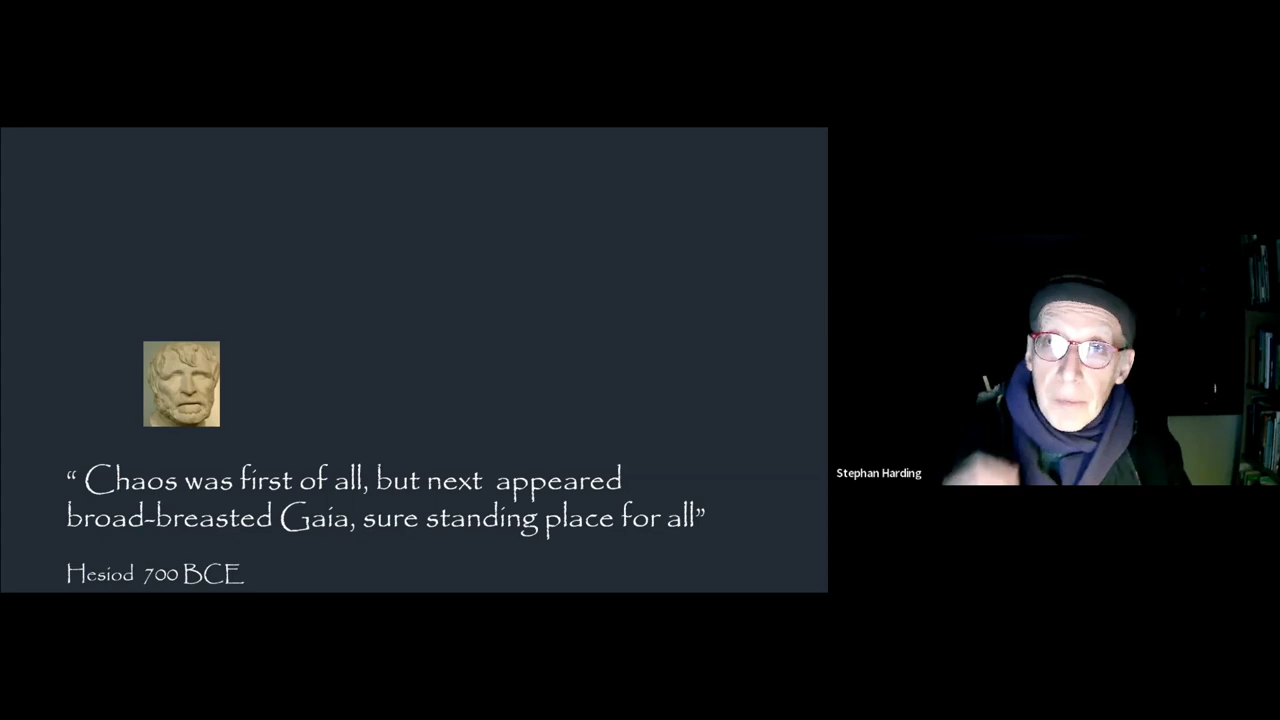 “ Chaos was first of all, but next appeared
broad-breasted Gaia, sure standing place for all”
Hesiod 700 BCE
Stephan Harding